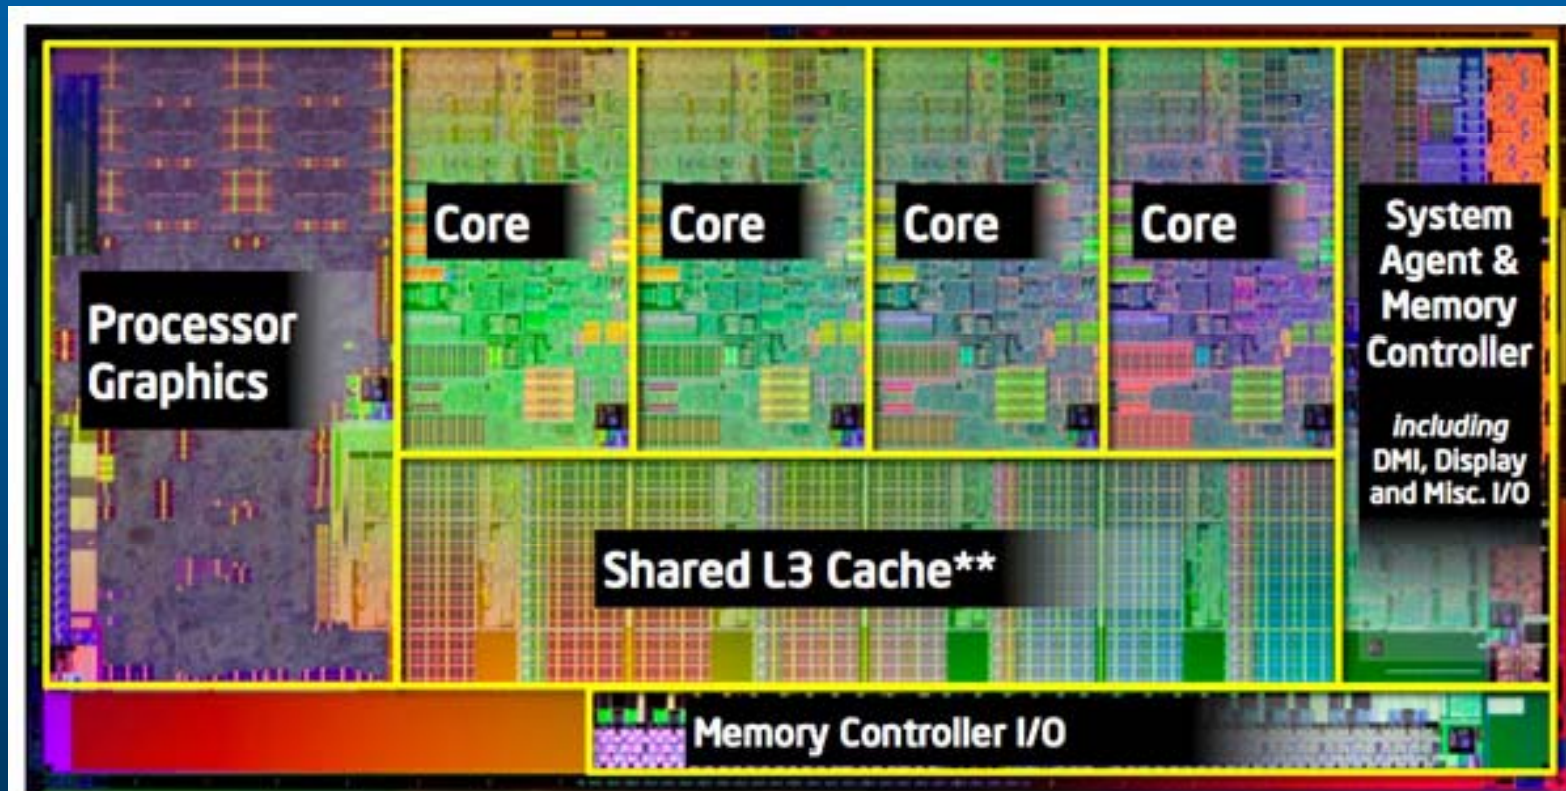 Processor
Graphics
Core
Core
Core
Core
System
Agent &
Memory
Controller
including
DMI, Display
and Misc. I/O
Shared L3 Cache**
Memory Controller I/O